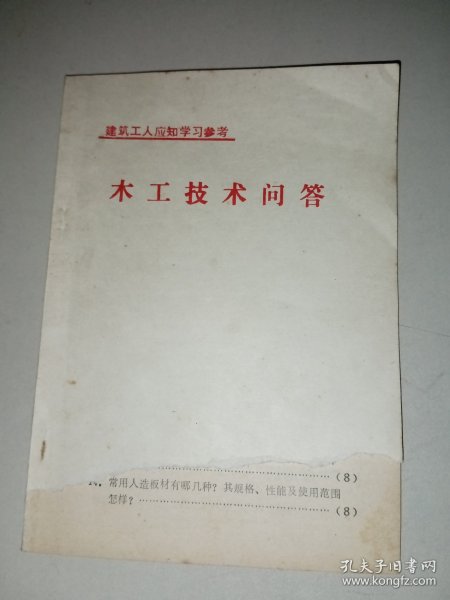 建筑工人应知学习参考
木工技术问答
(8)
常用人造板材有哪几种？其规格、性能及使用范围
怎样？……………………………………(8)
孔夫子旧书网
www.kongfz.com